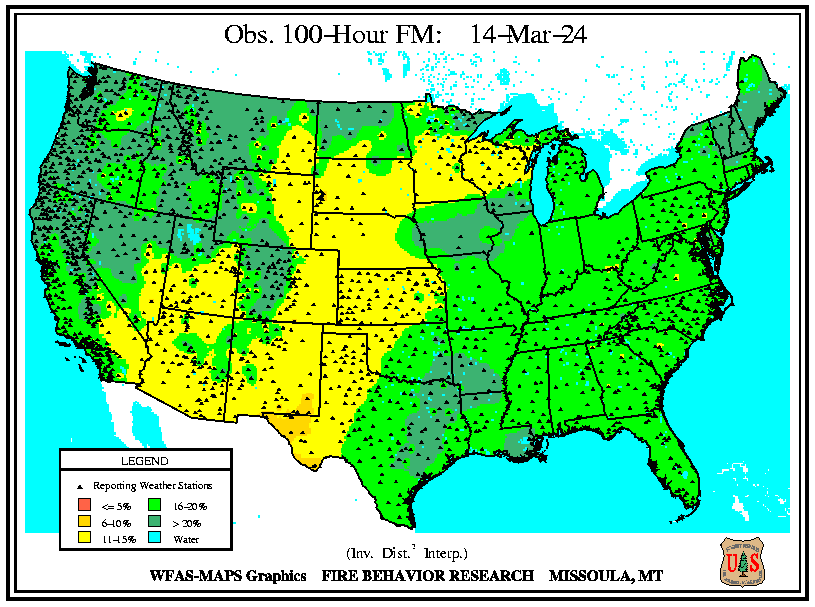 Obs. 100-Hour FM: 14-Mar-24
LEGEND
Reporting Weather Stations
<= 5% 16-20%
6-10% > 20%
11-15% Water
(Inv. Dist.² Interp.)
WFAS-MAPS Graphics FIRE BEHAVIOR RESEARCH MISSOULA, MT
U S